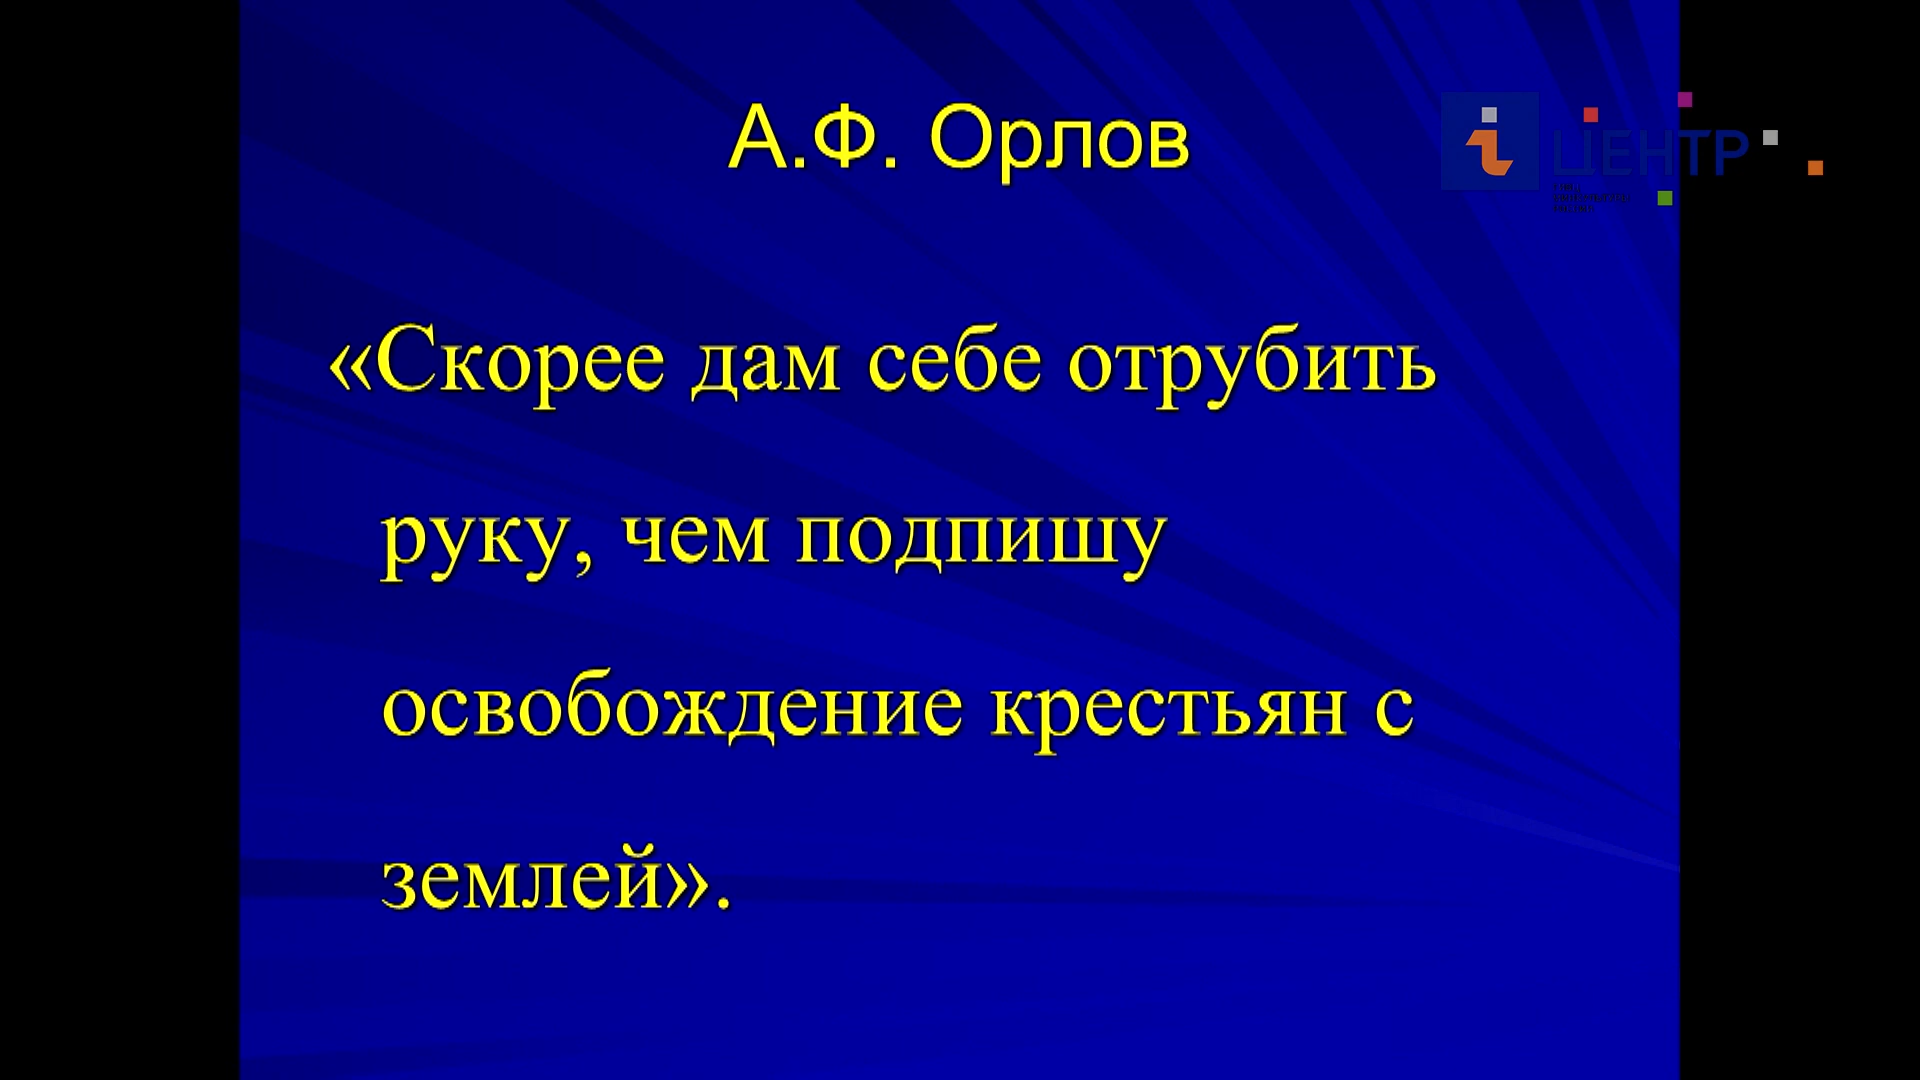 А.Ф. Орлов
ЦЕНТР
«Скорее дам себе отрубить
руку, чем подпишу
освобождение крестьян с
землей».